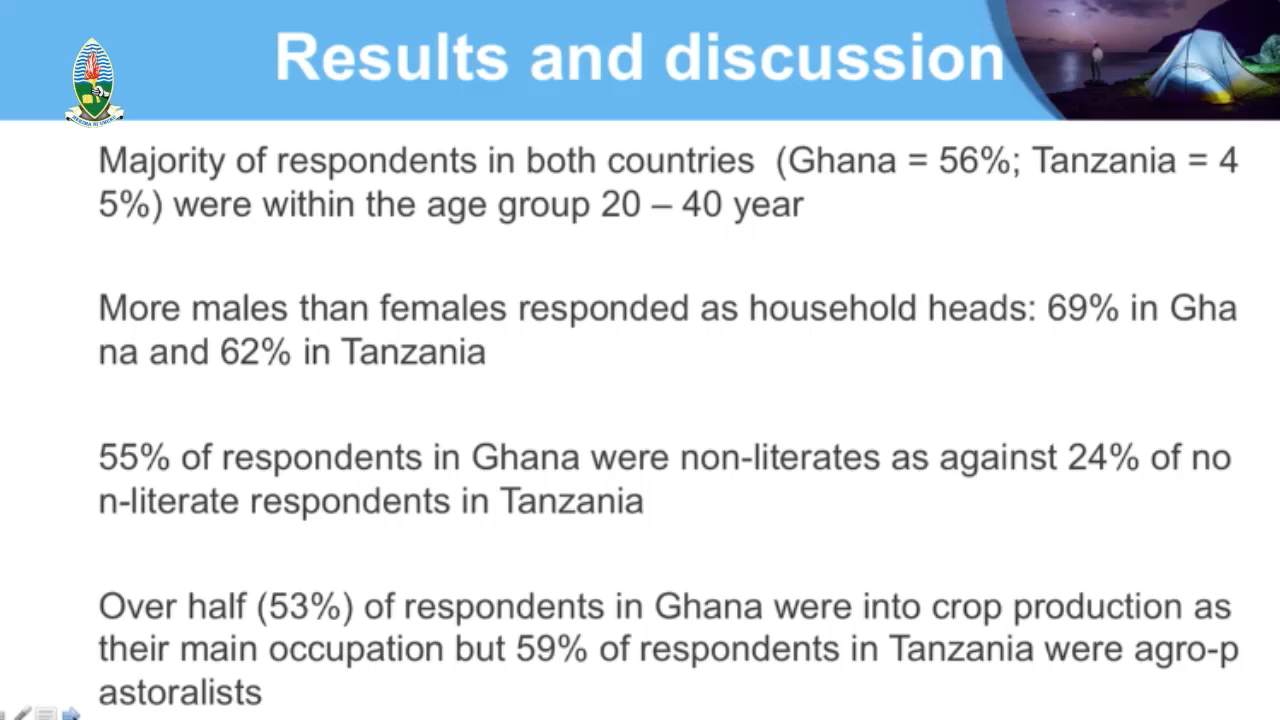 Results and discussion
Majority of respondents in both countries (Ghana = 56%; Tanzania = 4
5%) were within the age group 20 – 40 year
More males than females responded as household heads: 69% in Gha
na and 62% in Tanzania
55% of respondents in Ghana were non-literates as against 24% of no
n-literate respondents in Tanzania
Over half (53%) of respondents in Ghana were into crop production as
their main occupation but 59% of respondents in Tanzania were agro-p
astoralists